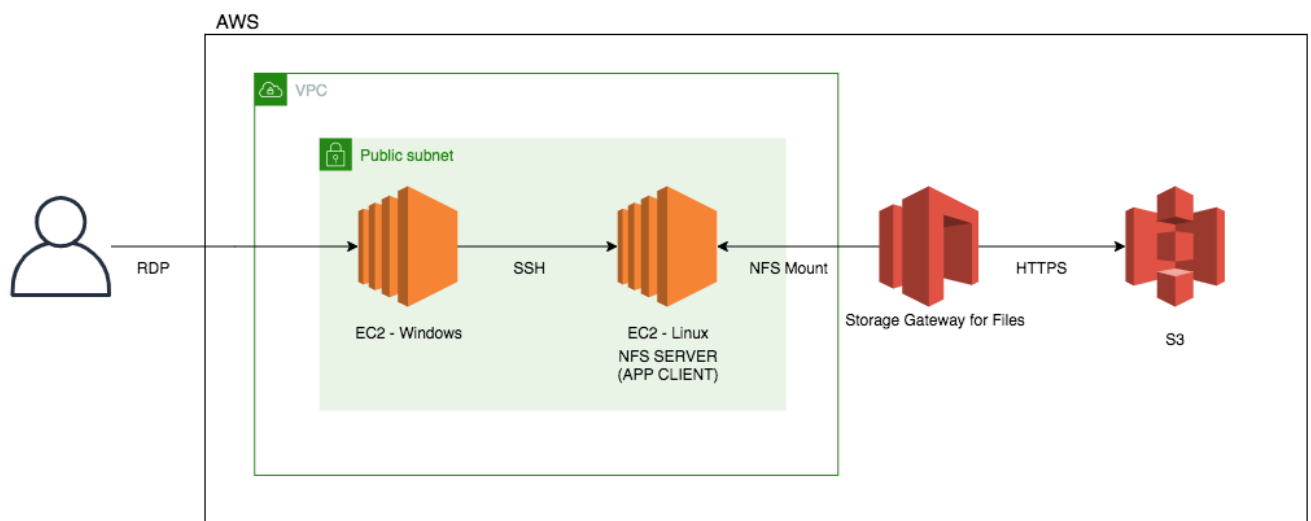 AWS
VPC
Public subnet
RDP
SSH
NFS Mount
HTTPS
EC2 - Windows
EC2 - Linux
NFS SERVER
(APP CLIENT)
Storage Gateway for Files
S3